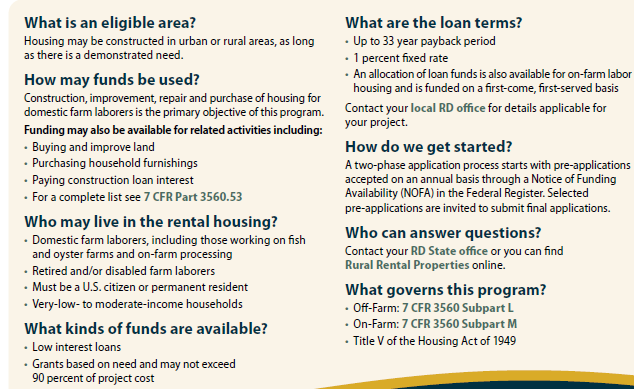 What is an eligible area?
Housing may be constructed in urban or rural areas, as long
as there is a demonstrated need.
How may funds be used?
Construction, improvement, repair and purchase of housing for
domestic farm laborers is the primary objective of this program.
Funding may also be available for related activities including:
• Buying and improve land
• Purchasing household furnishings
• Paying construction loan interest
• For a complete list see 7 CFR Part 3560.53
Who may live in the rental housing?
• Domestic farm laborers, including those working on fish
and oyster farms and on-farm processing
• Retired and/or disabled farm laborers
• Must be a U.S. citizen or permanent resident
• Very-low- to moderate-income households
What kinds of funds are available?
• Low interest loans
• Grants based on need and may not exceed
90 percent of project cost
What are the loan terms?
• Up to 33 year payback period
• 1 percent fixed rate
• An allocation of loan funds is also available for on-farm labor
housing and is funded on a first-come, first-served basis
Contact your local RD office for details applicable for
your project.
How do we get started?
A two-phase application process starts with pre-applications
accepted on an annual basis through a Notice of Funding
Availability (NOFA) in the Federal Register. Selected
pre-applications are invited to submit final applications.
Who can answer questions?
Contact your RD State office or you can find
Rural Rental Properties online.
What governs this program?
• Off-Farm: 7 CFR 3560 Subpart L
• On-Farm: 7 CFR 3560 Subpart M
• Title V of the Housing Act of 1949